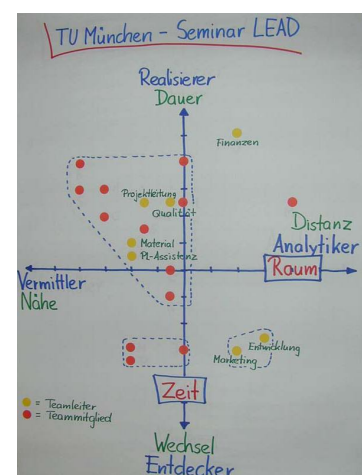 TU München - Seminar LEAD
Realisierer
Dauer
Finanzen
Projektleitung
Qualität
Distanz
Analytiker
Material
PL-Assistenz
Raum
Vermittler
Nähe
Entwicklung
Marketing
Zeit
= Teamleiter
= Teammitglied
Wechsel
Entdecker